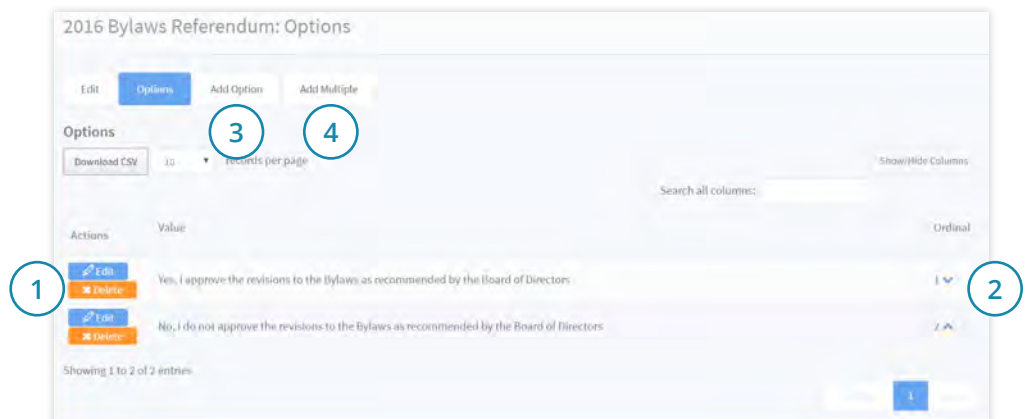 2016 Bylaws Referendum: Options
Edit Options Add Option Add Multiple
3 4
Options
Download CSV 10 records per page Show/Hide Columns
Search all columns:
Actions Value Ordinal
1 Edit Delete Yes, I approve the revisions to the Bylaws as recommended by the Board of Directors 1 2
Edit Delete No, I do not approve the revisions to the Bylaws as recommended by the Board of Directors 2
Showing 1 to 2 of 2 entries
1